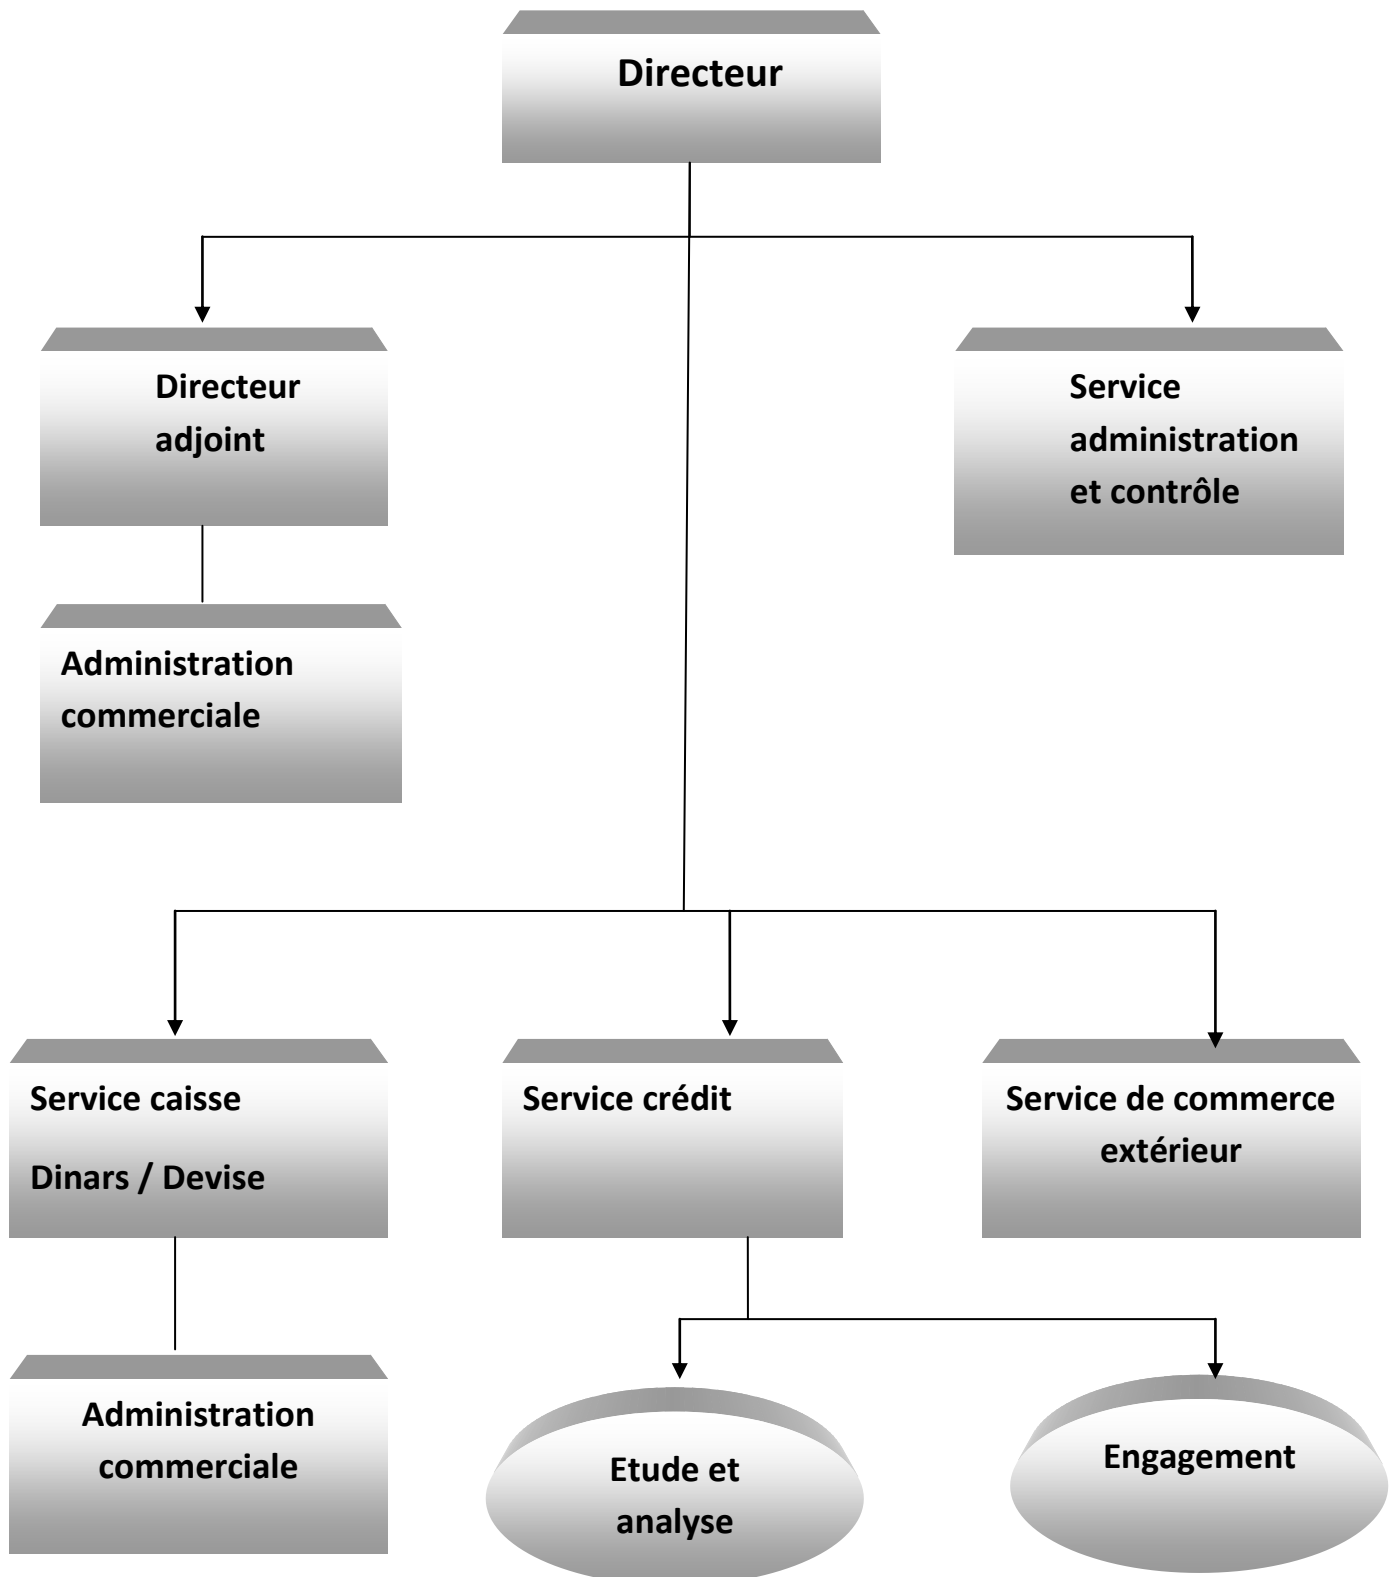 Directeur
Directeur
adjoint
Service
administration
et contrôle
Administration
commerciale
Service caisse
Dinars / Devise
Service crédit
Service de commerce
extérieur
Administration
commerciale
Etude et
analyse
Engagement